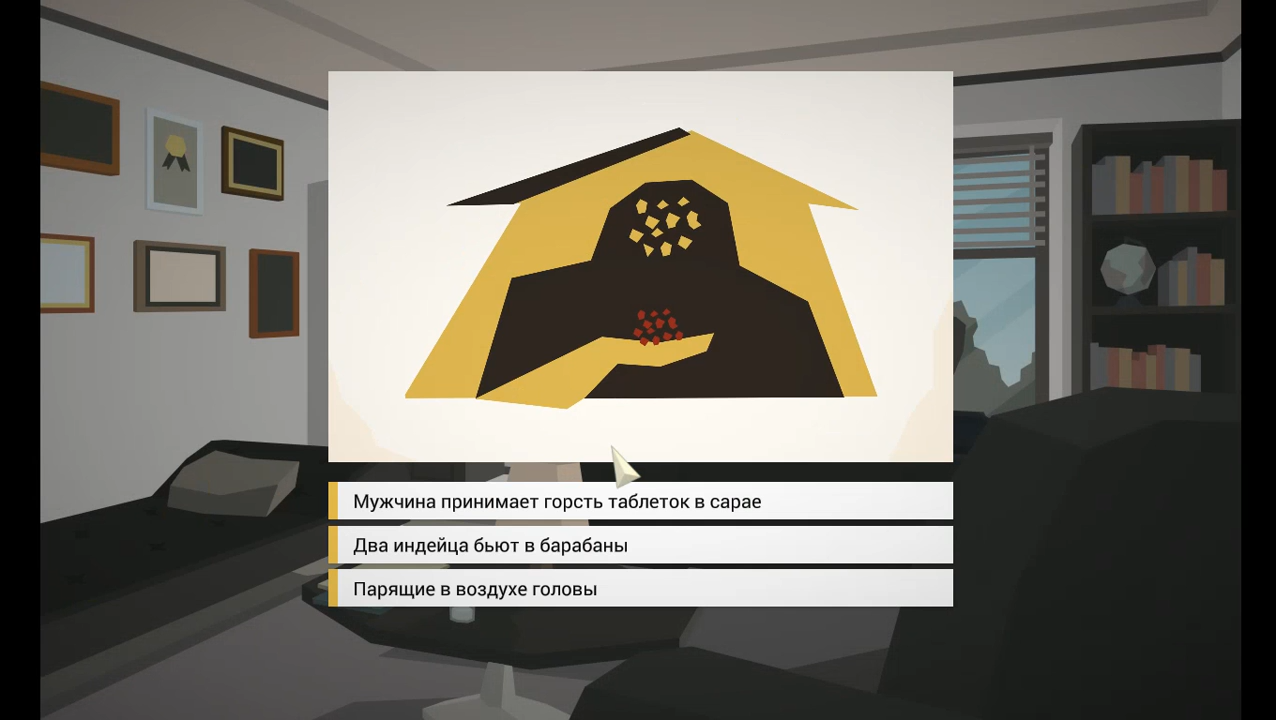 Мужчина принимает горсть таблеток в сарае
Два индейца бьют в барабаны
Парящие в воздухе головы